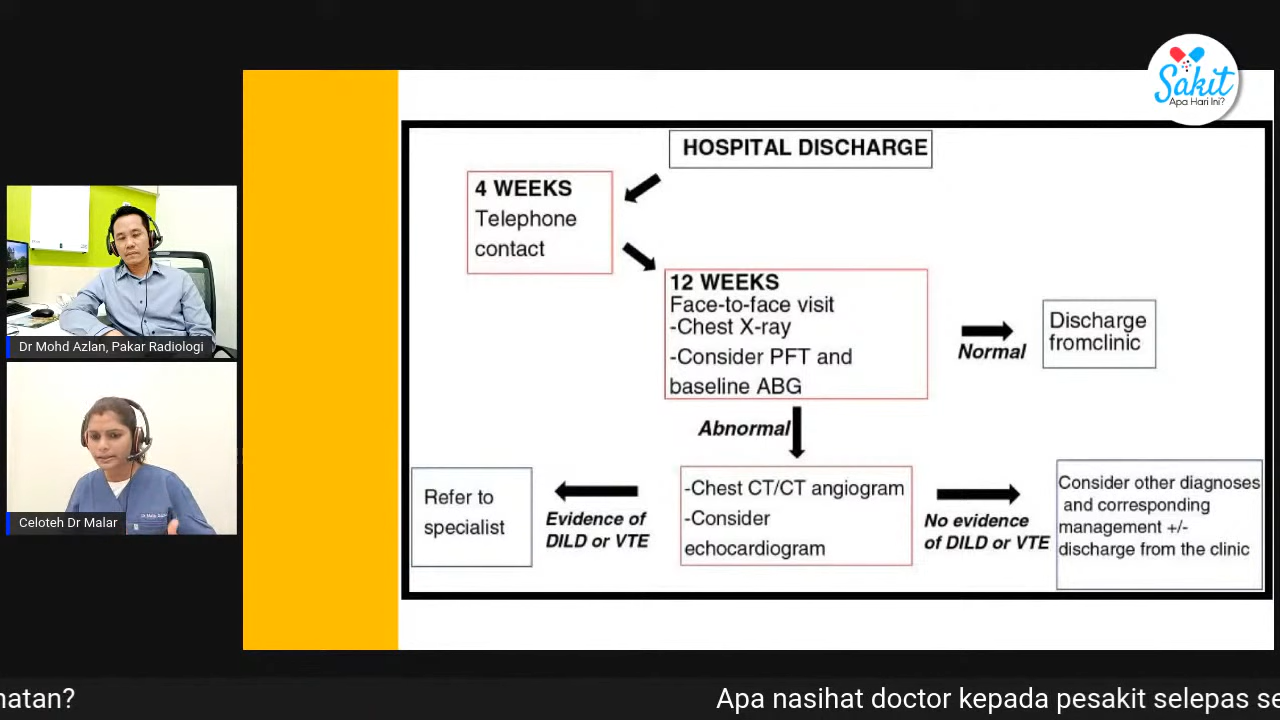 Sakit
Apa Hari Ini?
HOSPITAL DISCHARGE
4 WEEKS
Telephone
contact
12 WEEKS
Face-to-face visit
-Chest X-ray
-Consider PFT and
baseline ABG
Normal
Discharge
fromclinic
Abnormal
Refer to
specialist
Evidence of
DILD or VTE
-Chest CT/CT angiogram
-Consider
echocardiogram
No evidence
of DILD or VTE
Consider other diagnoses
and corresponding
management +/-
discharge from the clinic
Dr Mohd Azlan, Pakar Radiologi
Celoteh Dr Malar
natan? Apa nasihat doctor kepada pesakit selepas se